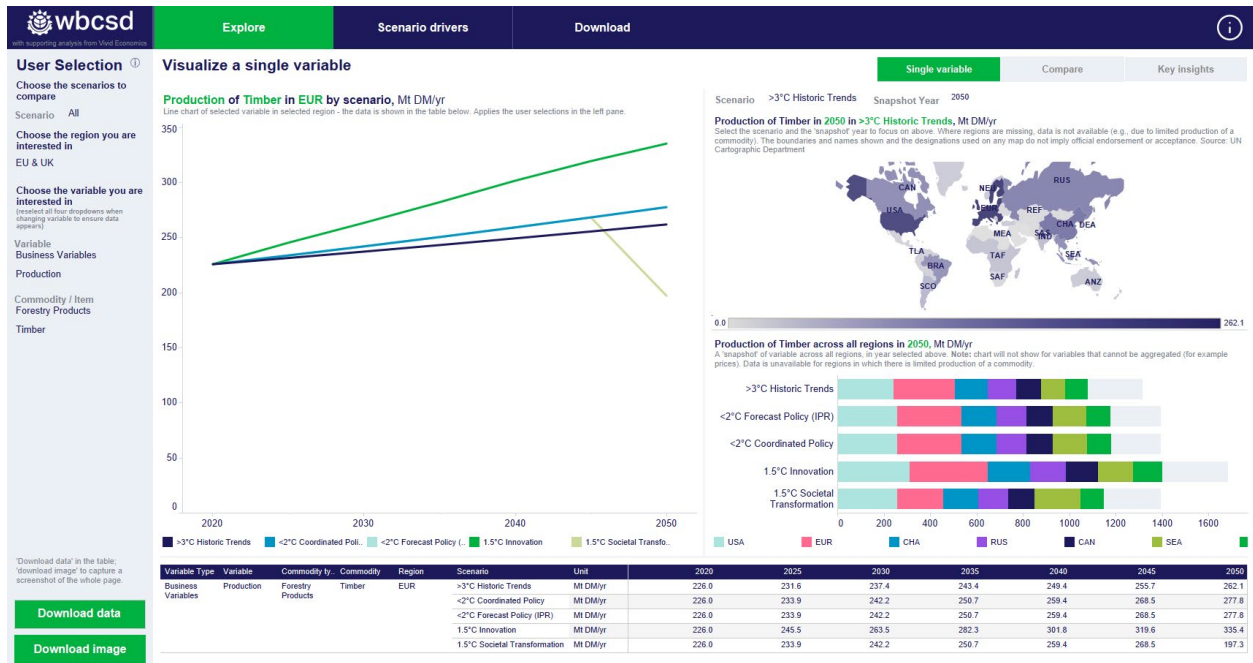 wbcsd
with supporting analysis from Vivid Economics
Explore
Scenario drivers
Download
i
User Selection ⓘ
Choose the scenarios to
compare
Scenario All
Choose the region you are
interested in
EU & UK
Choose the variable you are
interested in
(reselect all four dropdowns when
changing variable to ensure data
appears)
Variable
Business Variables
Production
Commodity / Item
Forestry Products
Timber
'Download data' in the table;
'download image' to capture a
screenshot of the whole page.
Download data
Download image
Visualize a single variable
Single variable
Compare
Key insights
Production of Timber in EUR by scenario, Mt DM/yr
Line chart of selected variable in selected region - the data is shown in the table below. Applies the user selections in the left pane.
350
300
250
200
150
100
50
0
2020 2030 2040 2050
>3°C Historic Trends <2°C Coordinated Poli.. <2°C Forecast Policy (.. 1.5°C Innovation 1.5°C Societal Transfo..
Scenario >3°C Historic Trends Snapshot Year 2050
Production of Timber in 2050 in >3°C Historic Trends, Mt DM/yr
Select the scenario and the 'snapshot' year to focus on above. Where regions are missing, data is not available (e.g., due to limited production of a
commodity). The boundaries and names shown and the designations used on any map do not imply official endorsement or acceptance. Source: UN
Cartographic Department
CAN
RUS
USA
EUR
REF
CHA
DEA
MEA
IND
TLA
TAF
SEA
BRA
SAF
SCO
ANZ
0.0 262.1
Production of Timber across all regions in 2050, Mt DM/yr
A 'snapshot' of variable across all regions, in year selected above. Note: chart will not show for variables that cannot be aggregated (for example
prices). Data is unavailable for regions in which there is limited production of a commodity.
>3°C Historic Trends
<2°C Forecast Policy (IPR)
<2°C Coordinated Policy
1.5°C Innovation
1.5°C Societal
Transformation
0 200 400 600 800 1000 1200 1400 1600
USA EUR CHA RUS CAN SEA
Variable Type Variable Commodity ty.. Commodity Region Scenario Unit 2020 2025 2030 2035 2040 2045 2050
Business Production Forestry Timber EUR >3°C Historic Trends Mt DM/yr 226.0 231.6 237.4 243.4 249.4 255.7 262.1
Variables Products <2°C Coordinated Policy Mt DM/yr 226.0 233.9 242.2 250.7 259.4 268.5 277.8
<2°C Forecast Policy (IPR) Mt DM/yr 226.0 233.9 242.2 250.7 259.4 268.5 277.8
1.5°C Innovation Mt DM/yr 226.0 245.5 263.5 282.3 301.8 319.6 335.4
1.5°C Societal Transformation Mt DM/yr 226.0 233.9 242.2 250.7 259.4 268.5 197.3